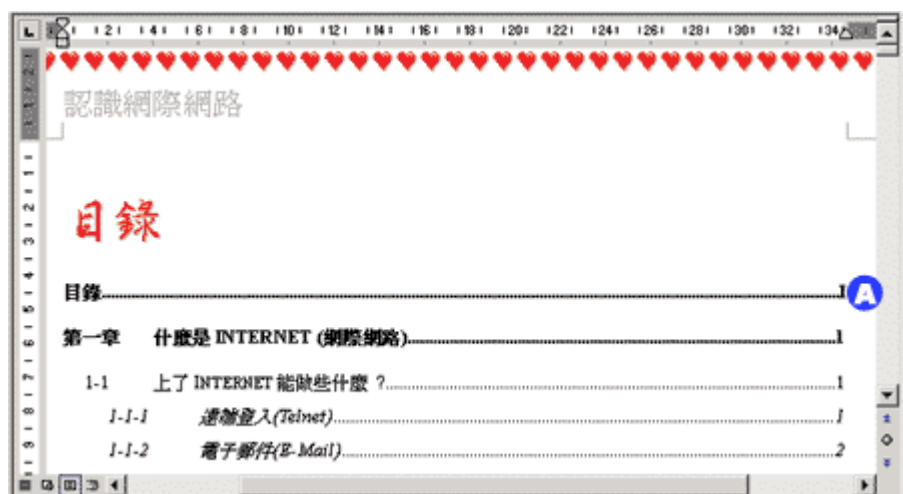 認識網際網路
目錄
目錄.....1 A
第一章 什麼是 INTERNET (網際網路).....1
1-1 上了 INTERNET 能做些什麼 ?.....1
1-1-1 遠端登入(Telnet).....1
1-1-2 電子郵件(E-Mail).....2